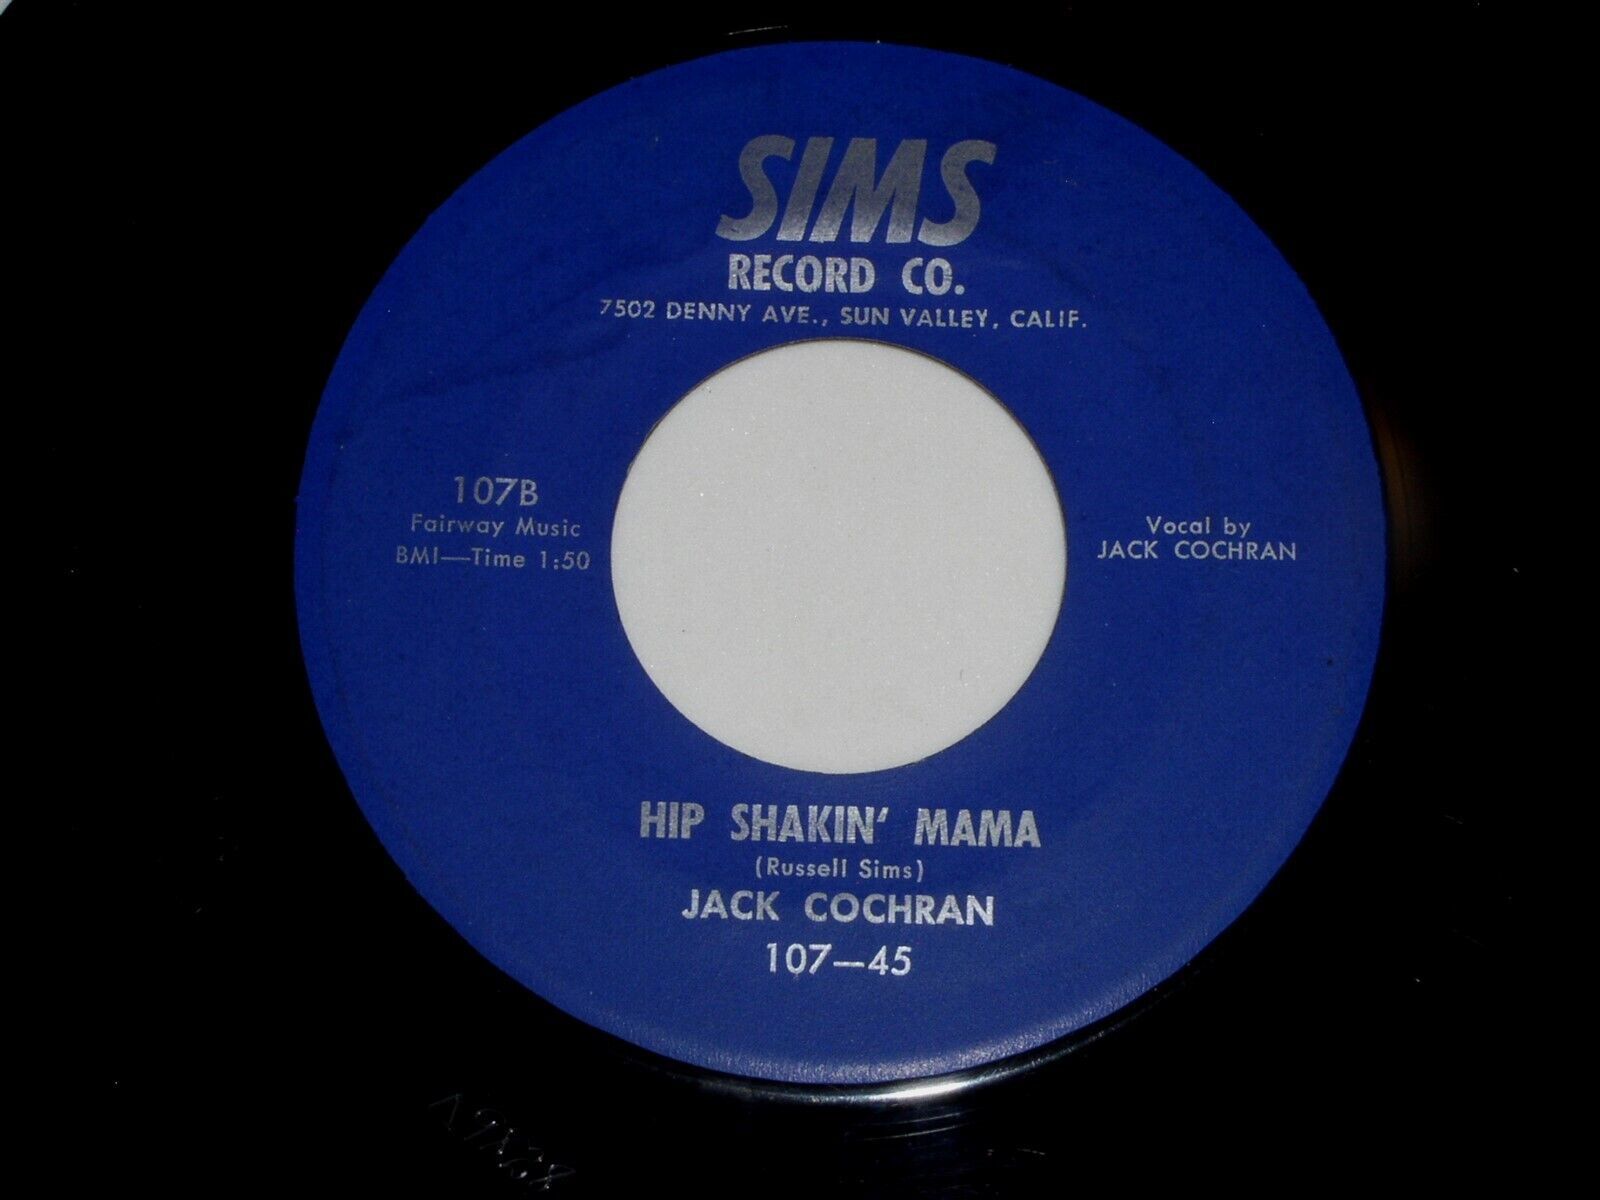 SIMS
RECORD CO.
7502 DENNY AVE., SUN VALLEY, CALIF.
107B
Fairway Music
BMI—Time 1:50
Vocal by
JACK COCHRAN
HIP SHAKIN' MAMA
(Russell Sims)
JACK COCHRAN
107—45